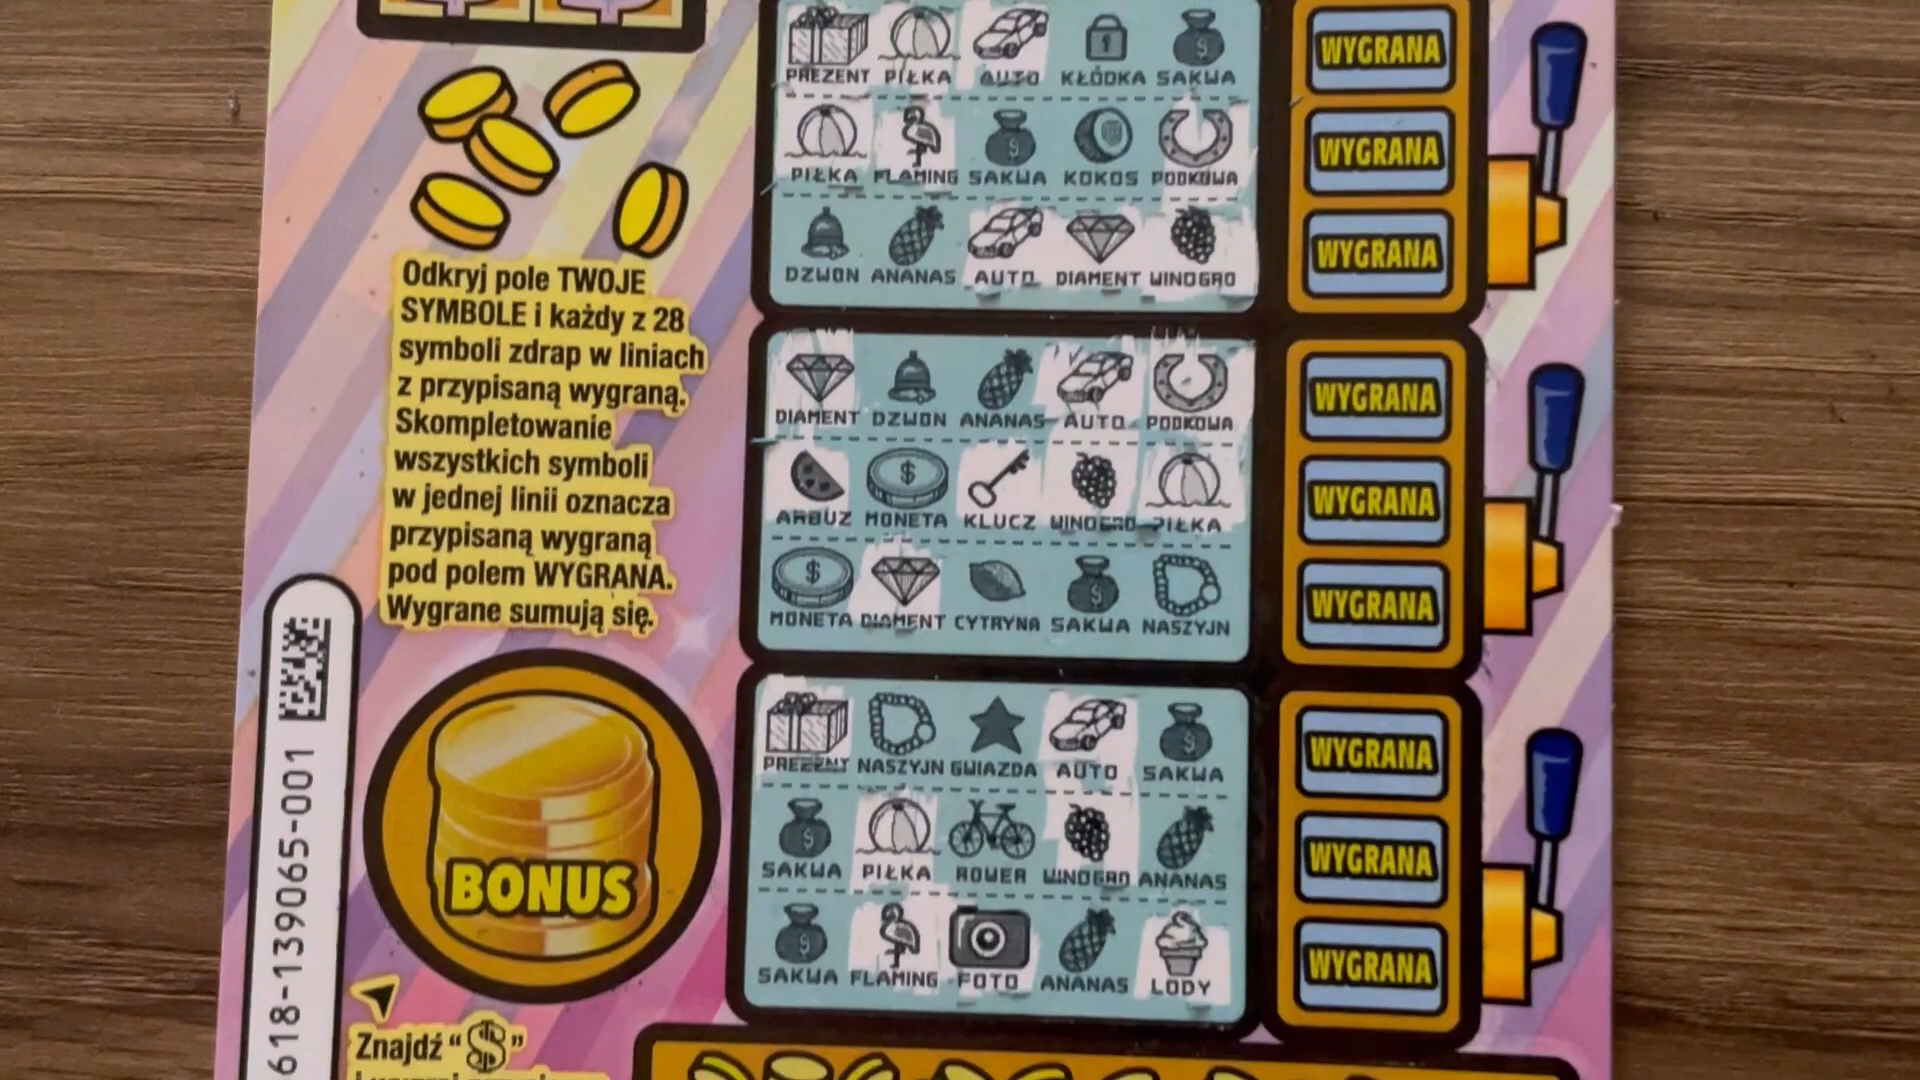 PREZENT PIŁKA AUTO KŁÓDKA SAKWA
WYGRANA
PIŁKA FLAMING SAKWA KOKOS PODKOWA
WYGRANA
DZWON ANANAS AUTO DIAMENT WINOGRO
WYGRANA
Odkryj pole TWOJE
SYMBOLE i każdy z 28
symboli zdrap w liniach
z przypisaną wygraną.
Skompletowanie
wszystkich symboli
w jednej linii oznacza
przypisaną wygraną
pod polem WYGRANA.
Wygrane sumują się.
DIAMENT DZWON ANANAS AUTO PODKOWA
WYGRANA
ARBUZ MONETA KLUCZ WINOGRO PIŁKA
WYGRANA
MONETA DIAMENT CYTRYNA SAKWA NASZYJN
WYGRANA
PREZENT NASZYJN GWIAZDA AUTO SAKWA
WYGRANA
SAKWA PIŁKA ROWER WINOGRO ANANAS
WYGRANA
SAKWA FLAMING FOTO ANANAS LODY
WYGRANA
BONUS
618-139065-001
Znajdź “$”